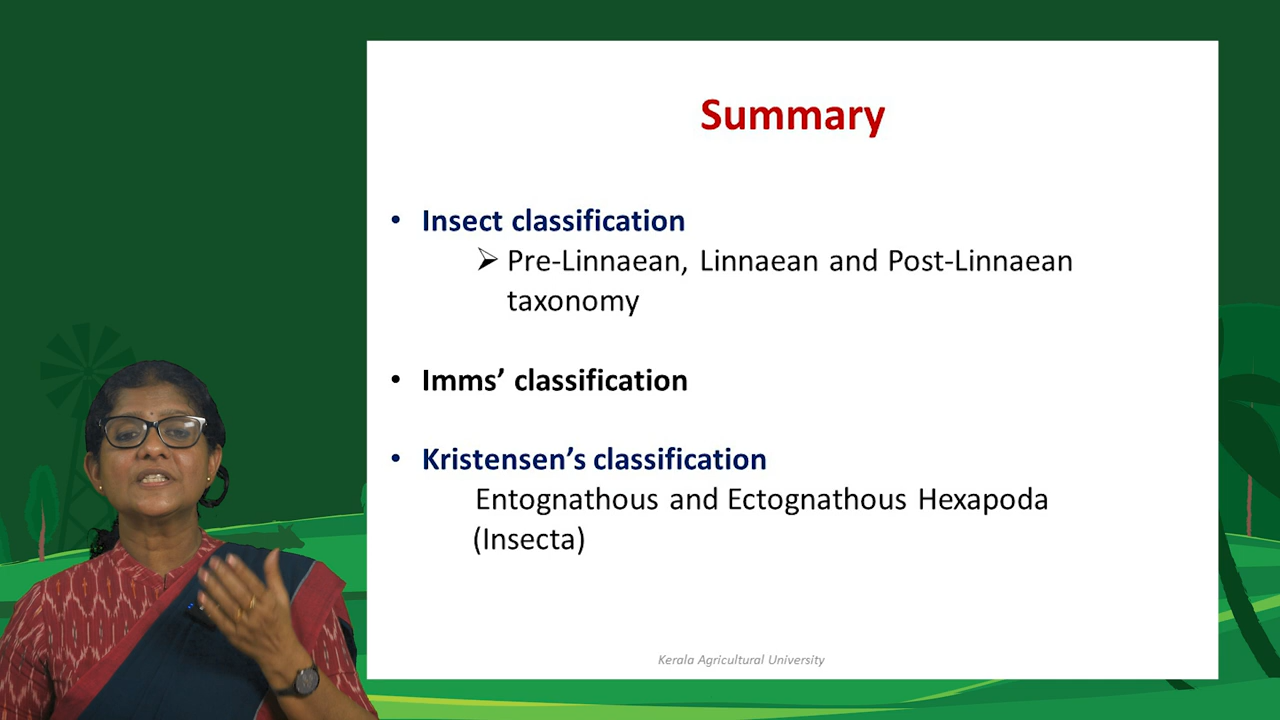 Summary
• Insect classification
➢ Pre-Linnaean, Linnaean and Post-Linnaean
taxonomy
• Imms’ classification
• Kristensen’s classification
Entognathous and Ectognathous Hexapoda
(Insecta)
Kerala Agricultural University